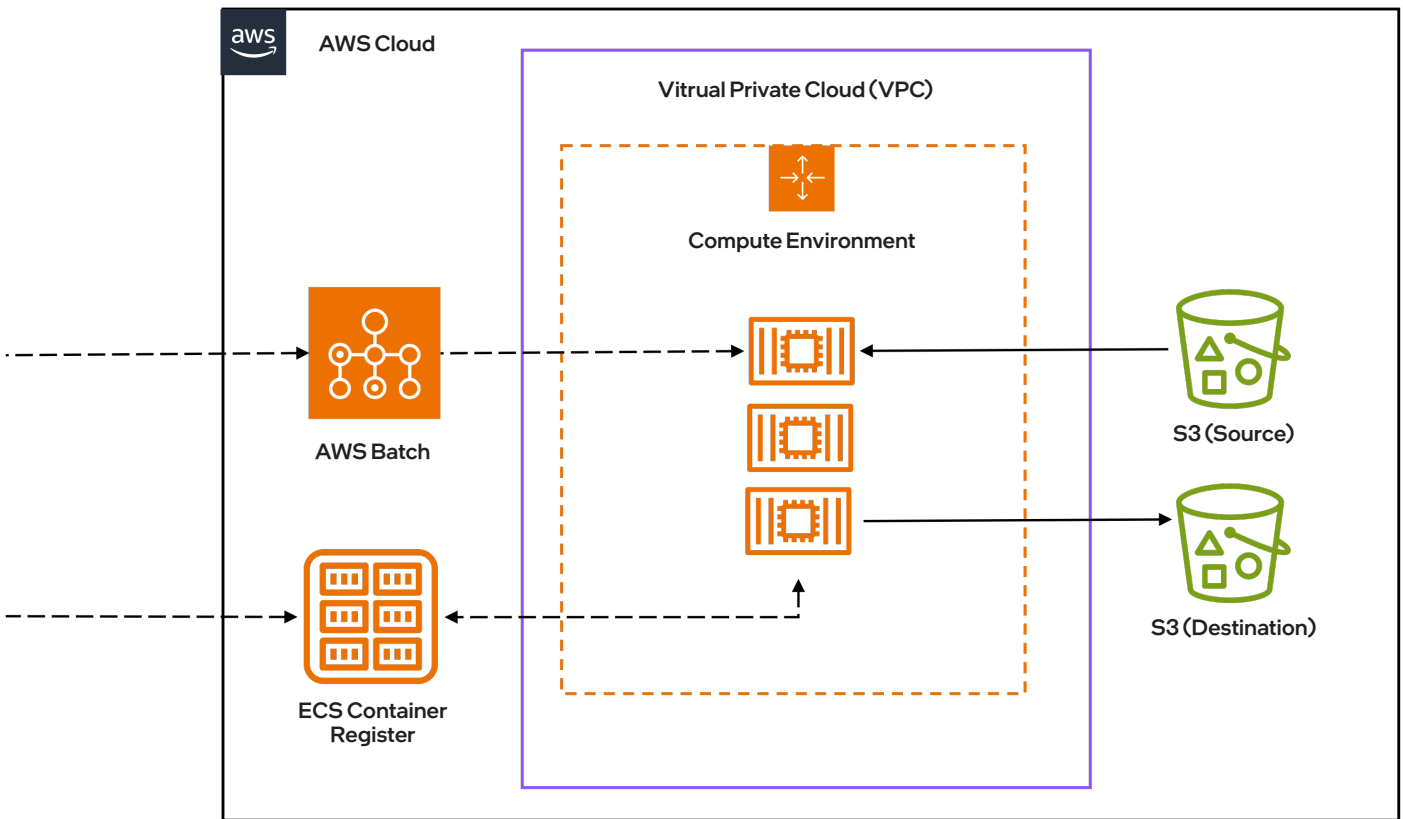 aws
AWS Cloud
Vitrual Private Cloud (VPC)
Compute Environment
AWS Batch
S3 (Source)
S3 (Destination)
ECS Container
Register